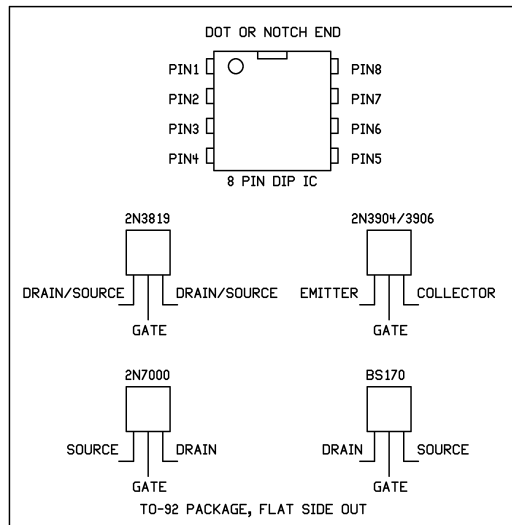 DOT OR NOTCH END
PIN1 PIN8
PIN2 PIN7
PIN3 PIN6
PIN4 PIN5
8 PIN DIP IC
2N3819 2N3904/3906
DRAIN/SOURCE DRAIN/SOURCE EMITTER COLLECTOR
GATE GATE
2N7000 BS170
SOURCE DRAIN DRAIN SOURCE
GATE GATE
TO-92 PACKAGE, FLAT SIDE OUT